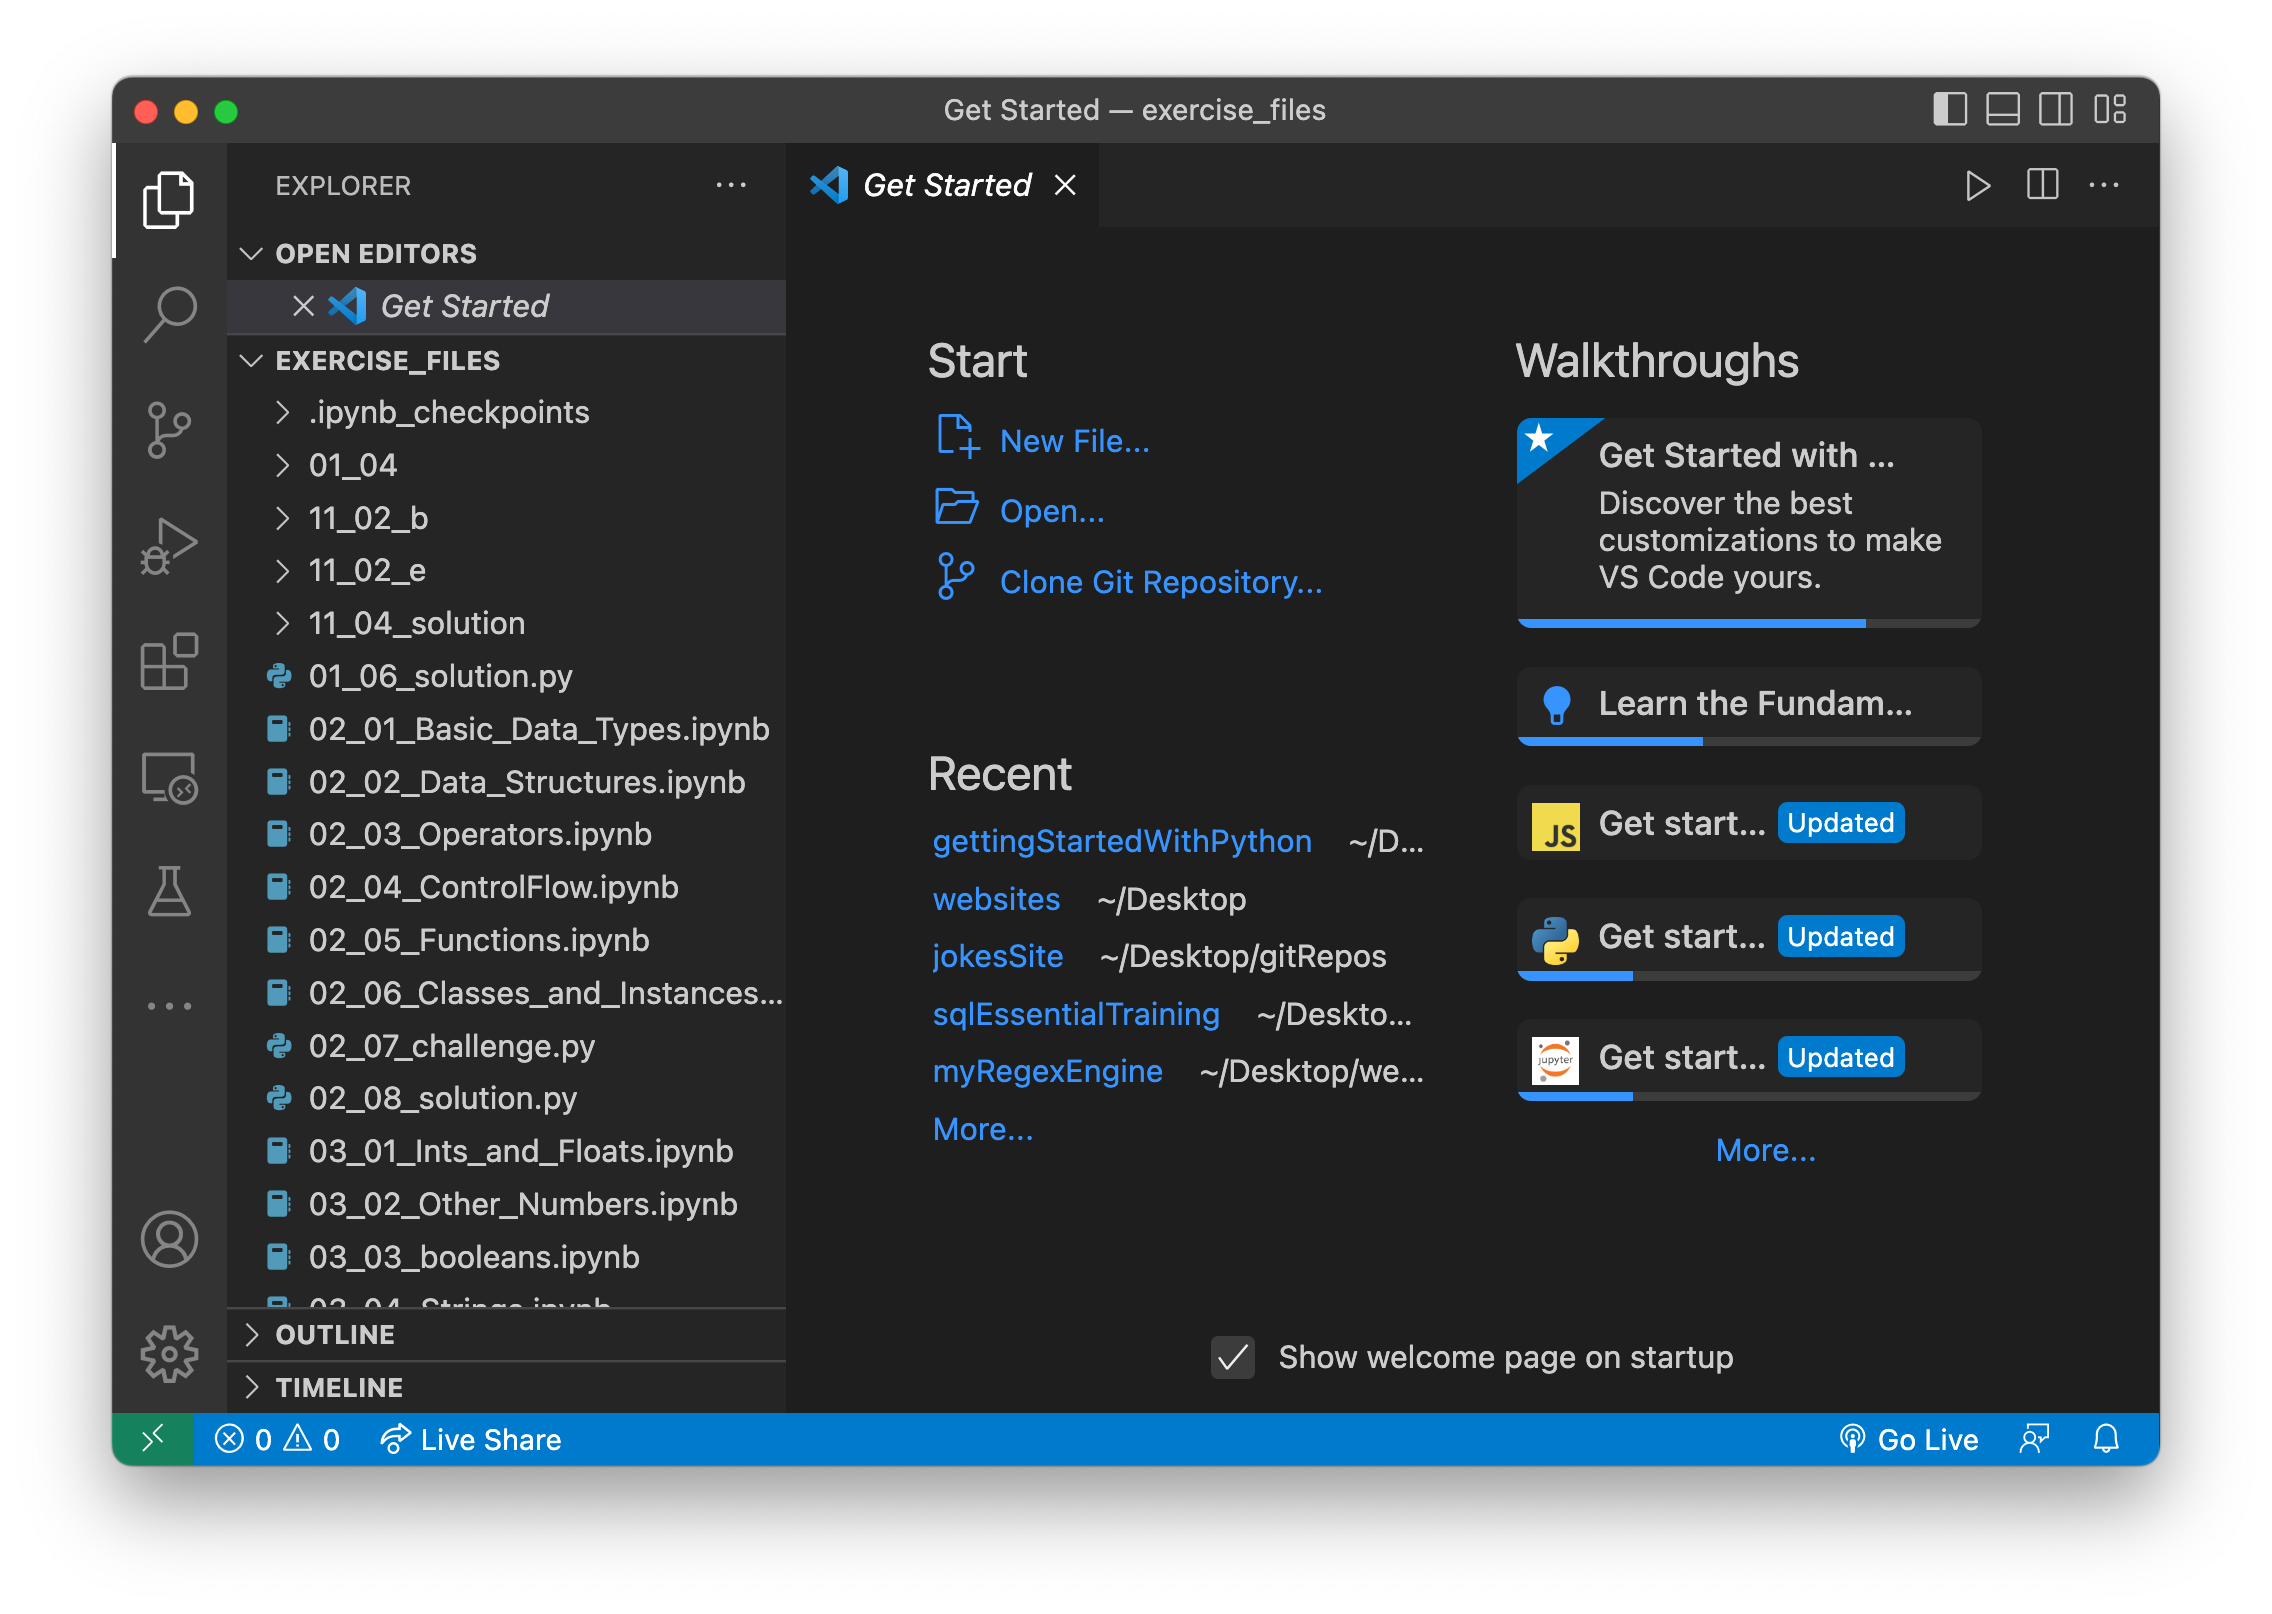 Get Started — exercise_files
EXPLORER
OPEN EDITORS
Get Started
EXERCISE_FILES
.ipynb_checkpoints
01_04
11_02_b
11_02_e
11_04_solution
01_06_solution.py
02_01_Basic_Data_Types.ipynb
02_02_Data_Structures.ipynb
02_03_Operators.ipynb
02_04_ControlFlow.ipynb
02_05_Functions.ipynb
02_06_Classes_and_Instances...
02_07_challenge.py
02_08_solution.py
03_01_Ints_and_Floats.ipynb
03_02_Other_Numbers.ipynb
03_03_booleans.ipynb
03_04_Strings.ipynb
OUTLINE
TIMELINE
Get Started
Start
New File...
Open...
Clone Git Repository...
Recent
gettingStartedWithPython ~/D...
websites ~/Desktop
jokesSite ~/Desktop/gitRepos
sqlEssentialTraining ~/Deskto...
myRegexEngine ~/Desktop/we...
More...
Walkthroughs
Get Started with ...
Discover the best
customizations to make
VS Code yours.
Learn the Fundam...
JS Get start... Updated
Get start... Updated
jupyter Get start... Updated
More...
Show welcome page on startup
0 0 Live Share
Go Live